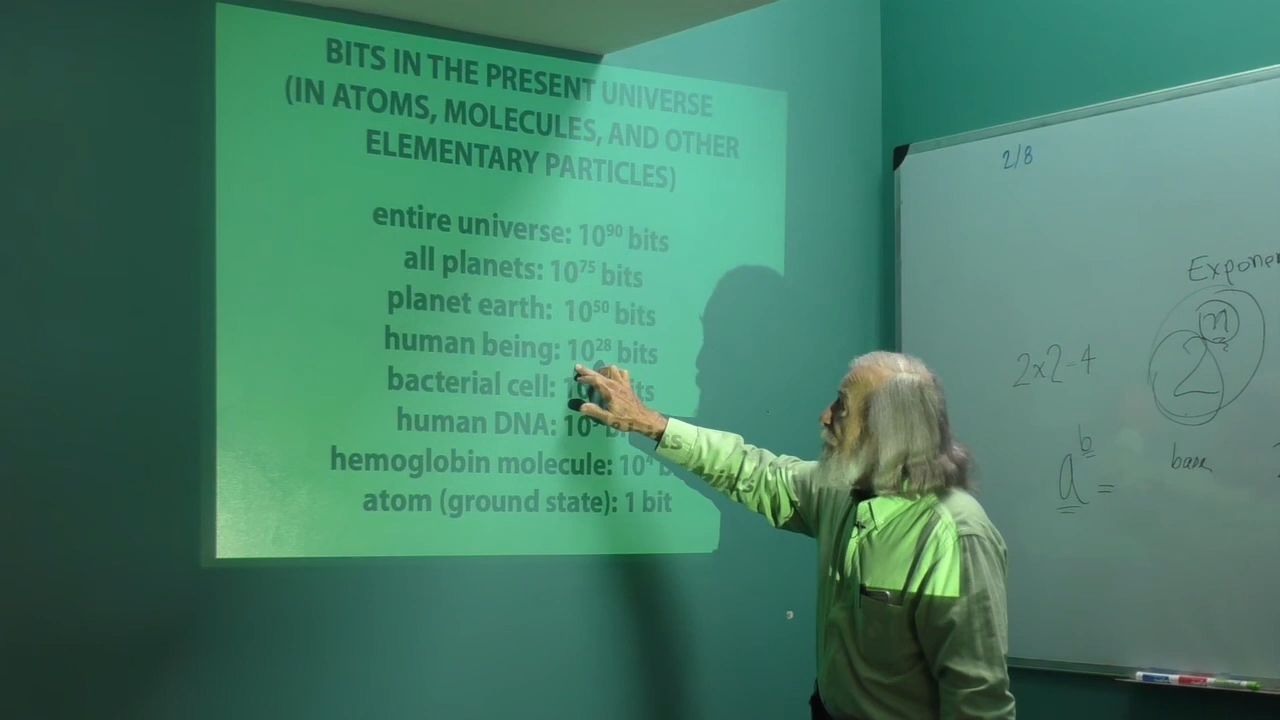 BITS IN THE PRESENT UNIVERSE
(IN ATOMS, MOLECULES, AND OTHER
ELEMENTARY PARTICLES)
entire universe: 10⁹⁰ bits
all planets: 10⁷⁵ bits
planet earth: 10⁵⁰ bits
human being: 10²⁸ bits
bacterial cell:
human DNA:
hemoglobin molecule: 10⁴
atom (ground state): 1 bit
2/8
n
2
2x2-4
aᵇ =